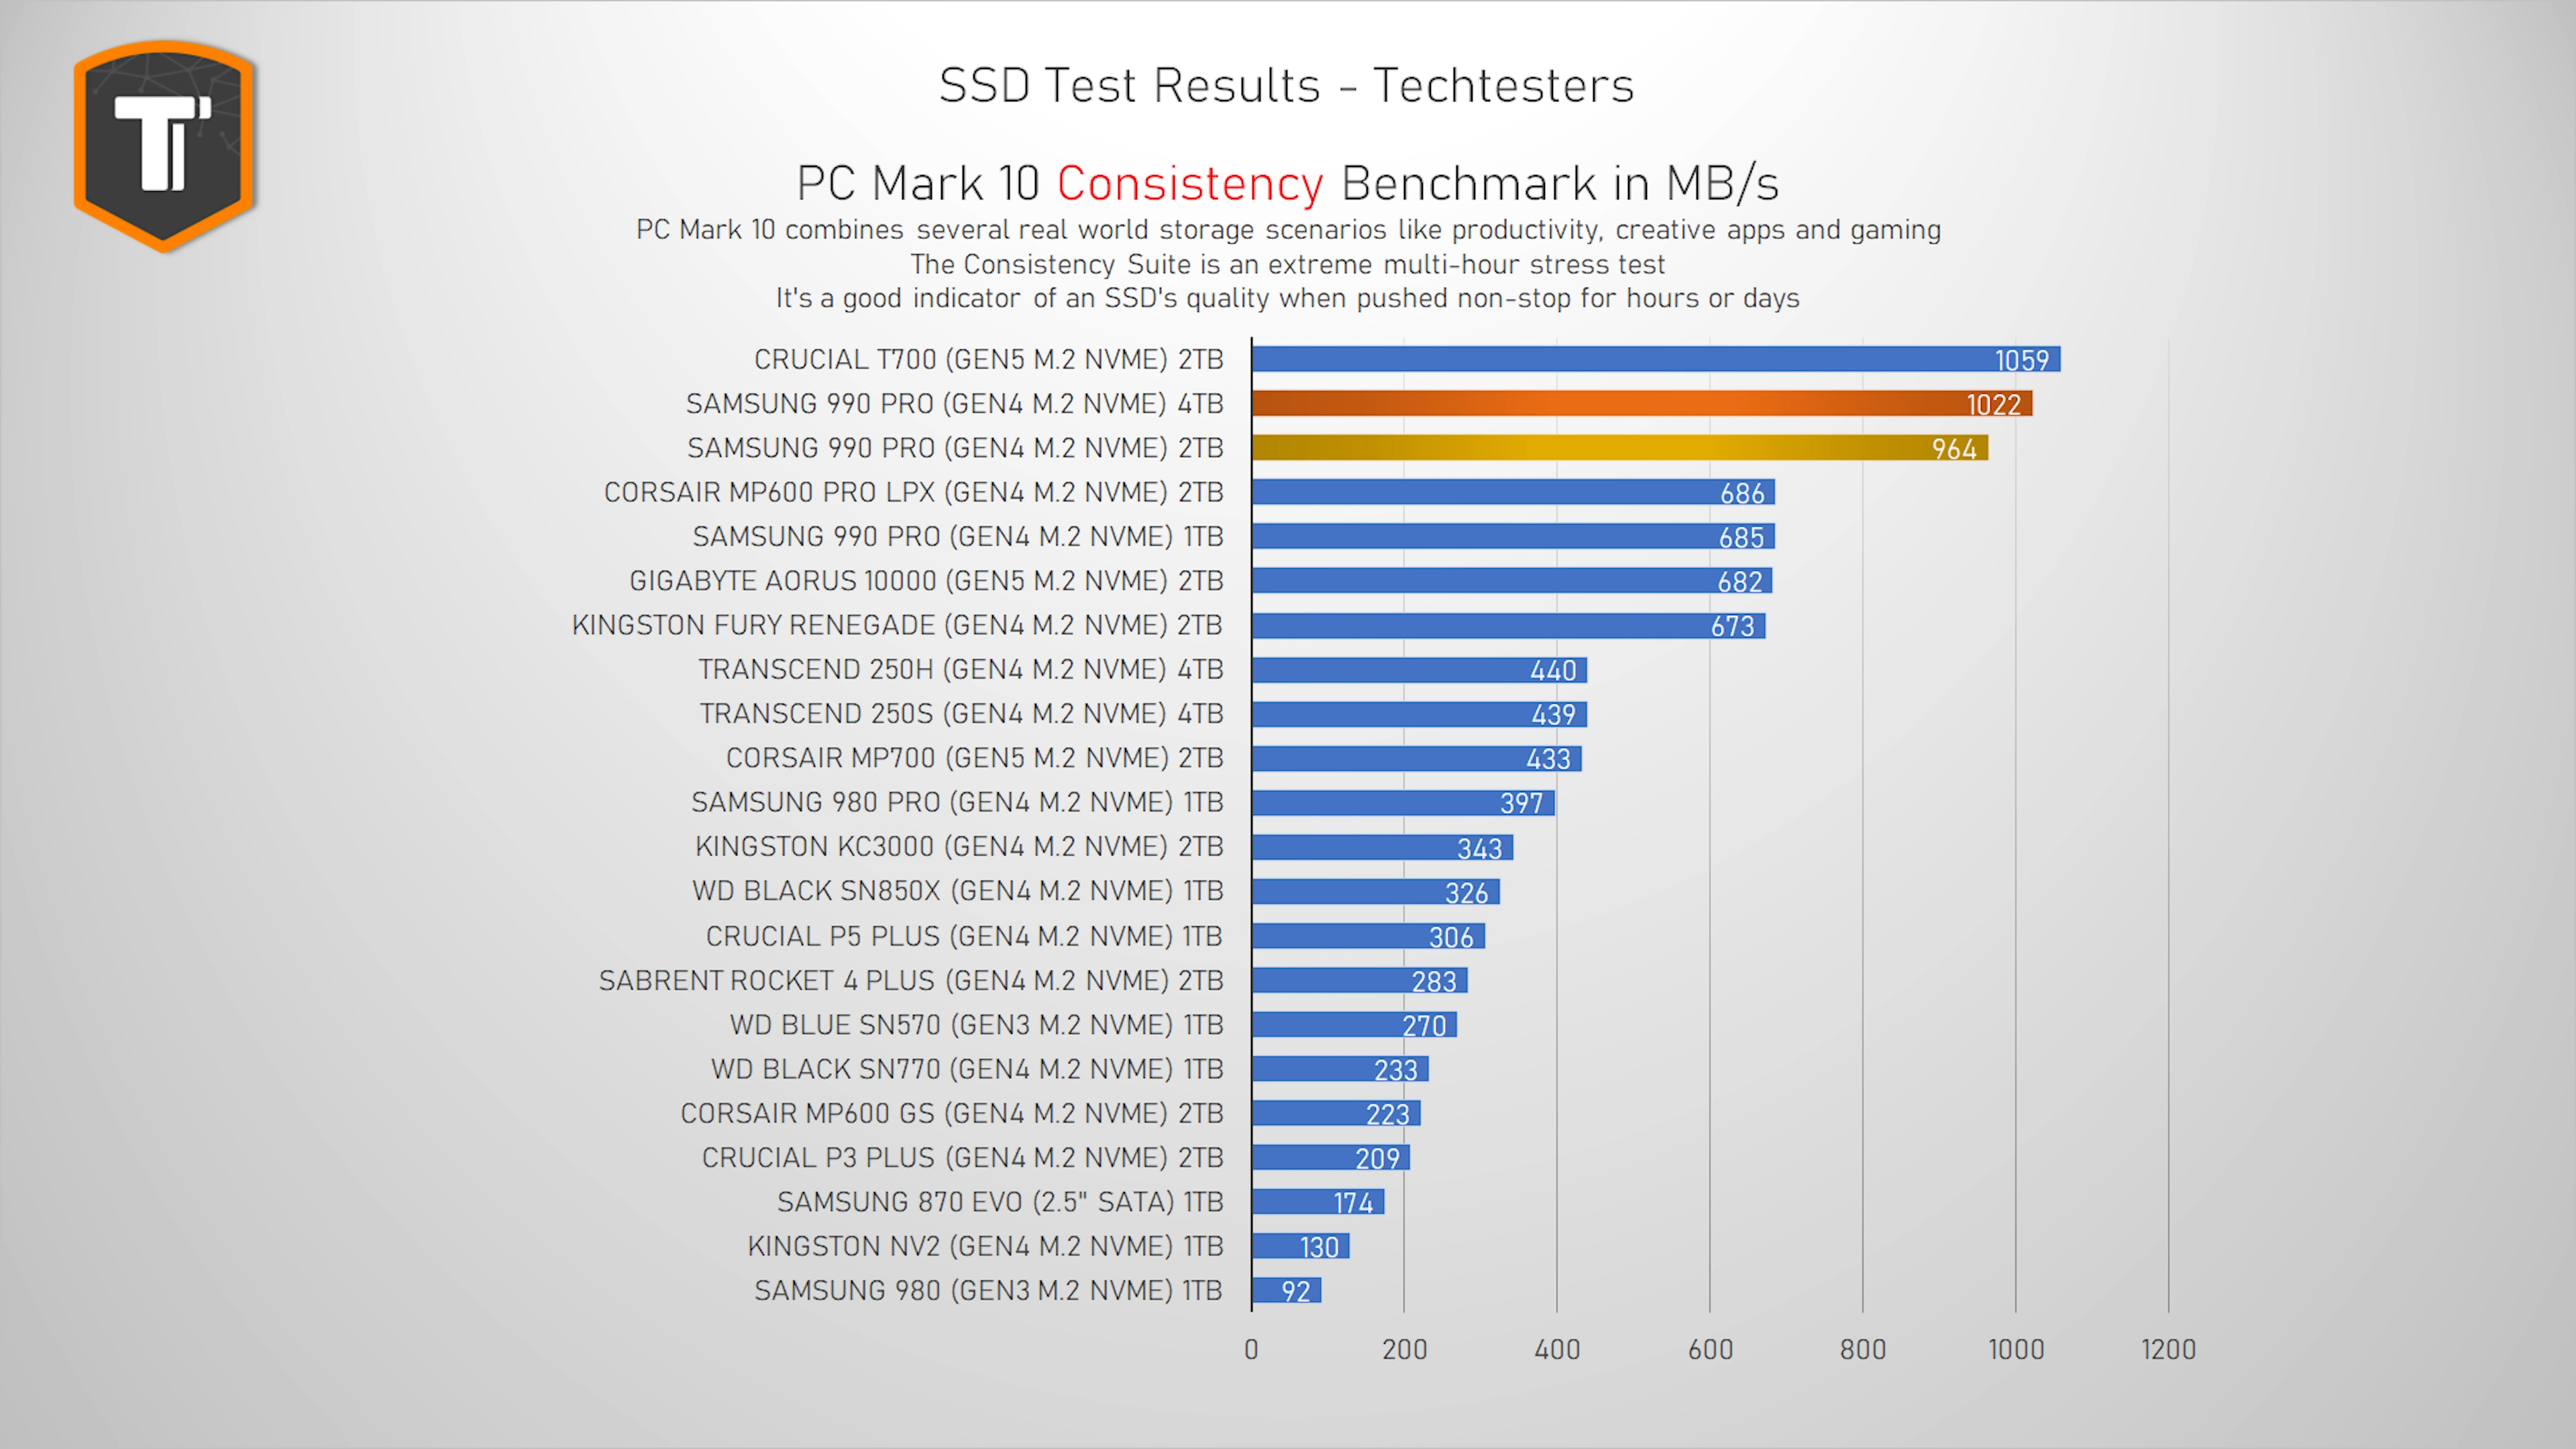 SSD Test Results - Techtesters
PC Mark 10 Consistency Benchmark in MB/s
PC Mark 10 combines several real world storage scenarios like productivity, creative apps and gaming
The Consistency Suite is an extreme multi-hour stress test
It's a good indicator of an SSD's quality when pushed non-stop for hours or days
CRUCIAL T700 (GEN5 M.2 NVME) 2TB 1059
SAMSUNG 990 PRO (GEN4 M.2 NVME) 4TB 1022
SAMSUNG 990 PRO (GEN4 M.2 NVME) 2TB 964
CORSAIR MP600 PRO LPX (GEN4 M.2 NVME) 2TB 686
SAMSUNG 990 PRO (GEN4 M.2 NVME) 1TB 685
GIGABYTE AORUS 10000 (GEN5 M.2 NVME) 2TB 682
KINGSTON FURY RENEGADE (GEN4 M.2 NVME) 2TB 673
TRANSCEND 250H (GEN4 M.2 NVME) 4TB 440
TRANSCEND 250S (GEN4 M.2 NVME) 4TB 439
CORSAIR MP700 (GEN5 M.2 NVME) 2TB 433
SAMSUNG 980 PRO (GEN4 M.2 NVME) 1TB 397
KINGSTON KC3000 (GEN4 M.2 NVME) 2TB 343
WD BLACK SN850X (GEN4 M.2 NVME) 1TB 326
CRUCIAL P5 PLUS (GEN4 M.2 NVME) 1TB 306
SABRENT ROCKET 4 PLUS (GEN4 M.2 NVME) 2TB 283
WD BLUE SN570 (GEN3 M.2 NVME) 1TB 270
WD BLACK SN770 (GEN4 M.2 NVME) 1TB 233
CORSAIR MP600 GS (GEN4 M.2 NVME) 2TB 223
CRUCIAL P3 PLUS (GEN4 M.2 NVME) 2TB 209
SAMSUNG 870 EVO (2.5" SATA) 1TB 174
KINGSTON NV2 (GEN4 M.2 NVME) 1TB 130
SAMSUNG 980 (GEN3 M.2 NVME) 1TB 92
0 200 400 600 800 1000 1200